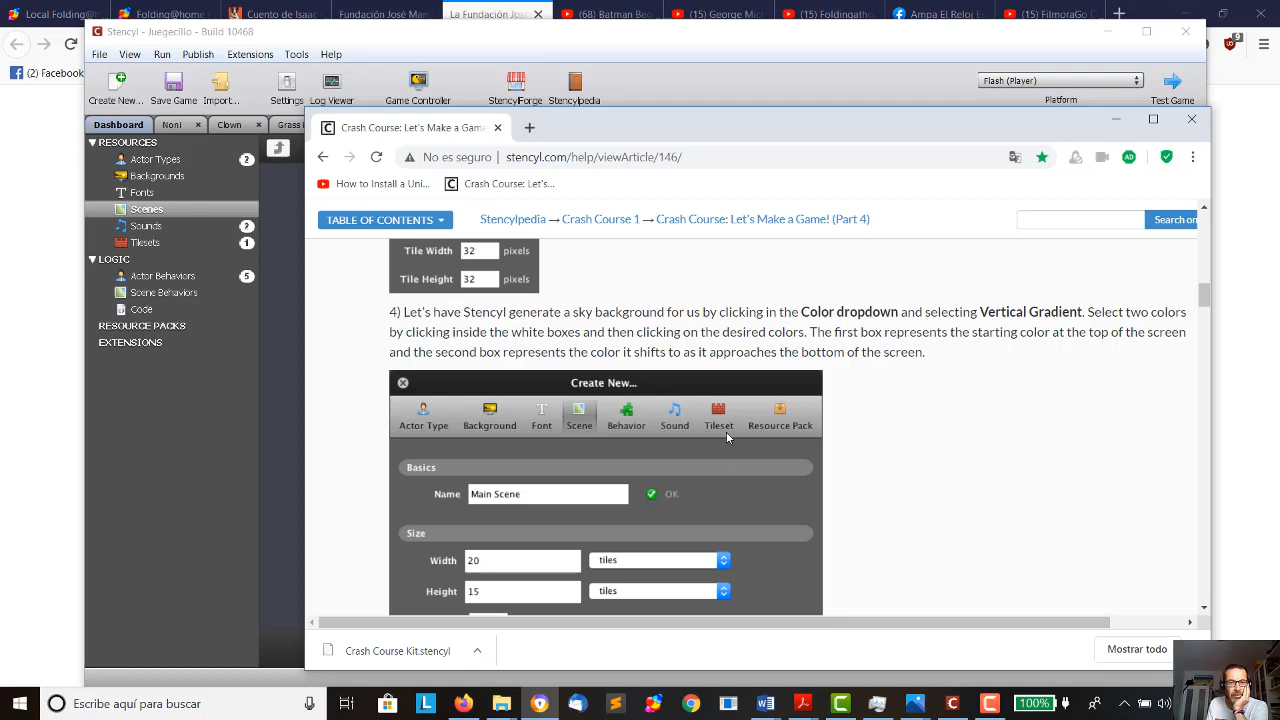 Local Folding@
Folding@home
Cuento de Isaac
Fundación José Mar
La Fundación José
(68) Batman Be
(15) George Mic
(15) Foldingatho
Ampa El Reloj E
(15) FilmoraGo
Stencyl - Juegecillo - Build 10468
File View Run Publish Extensions Tools Help
(2) Facebook
Create New...
Save Game
Import...
Settings
Log Viewer
Game Controller
StencylForge
Stencylpedia
Flash (Player)
Platform
Test Game
9
Dashboard
Noni
Clown
Grass
RESOURCES
Actor Types 2
Backgrounds
Fonts
Scenes
Sounds 2
Tilesets 1
LOGIC
Actor Behaviors 5
Scene Behaviors
Code
RESOURCE PACKS
EXTENSIONS
Crash Course: Let's Make a Game
No es seguro | stencyl.com/help/viewArticle/146/
How to Install a Uni...
Crash Course: Let's...
TABLE OF CONTENTS
Stencylpedia → Crash Course 1 → Crash Course: Let's Make a Game! (Part 4)
Search on
Tile Width 32 pixels
Tile Height 32 pixels
4) Let's have Stencyl generate a sky background for us by clicking in the Color dropdown and selecting Vertical Gradient. Select two colors
by clicking inside the white boxes and then clicking on the desired colors. The first box represents the starting color at the top of the screen
and the second box represents the color it shifts to as it approaches the bottom of the screen.
Create New...
Actor Type
Background
Font
Scene
Behavior
Sound
Tileset
Resource Pack
Basics
Name Main Scene OK
Size
Width 20 tiles
Height 15 tiles
Crash Course Kit.stencyl
Mostrar todo
Escribe aquí para buscar
100%